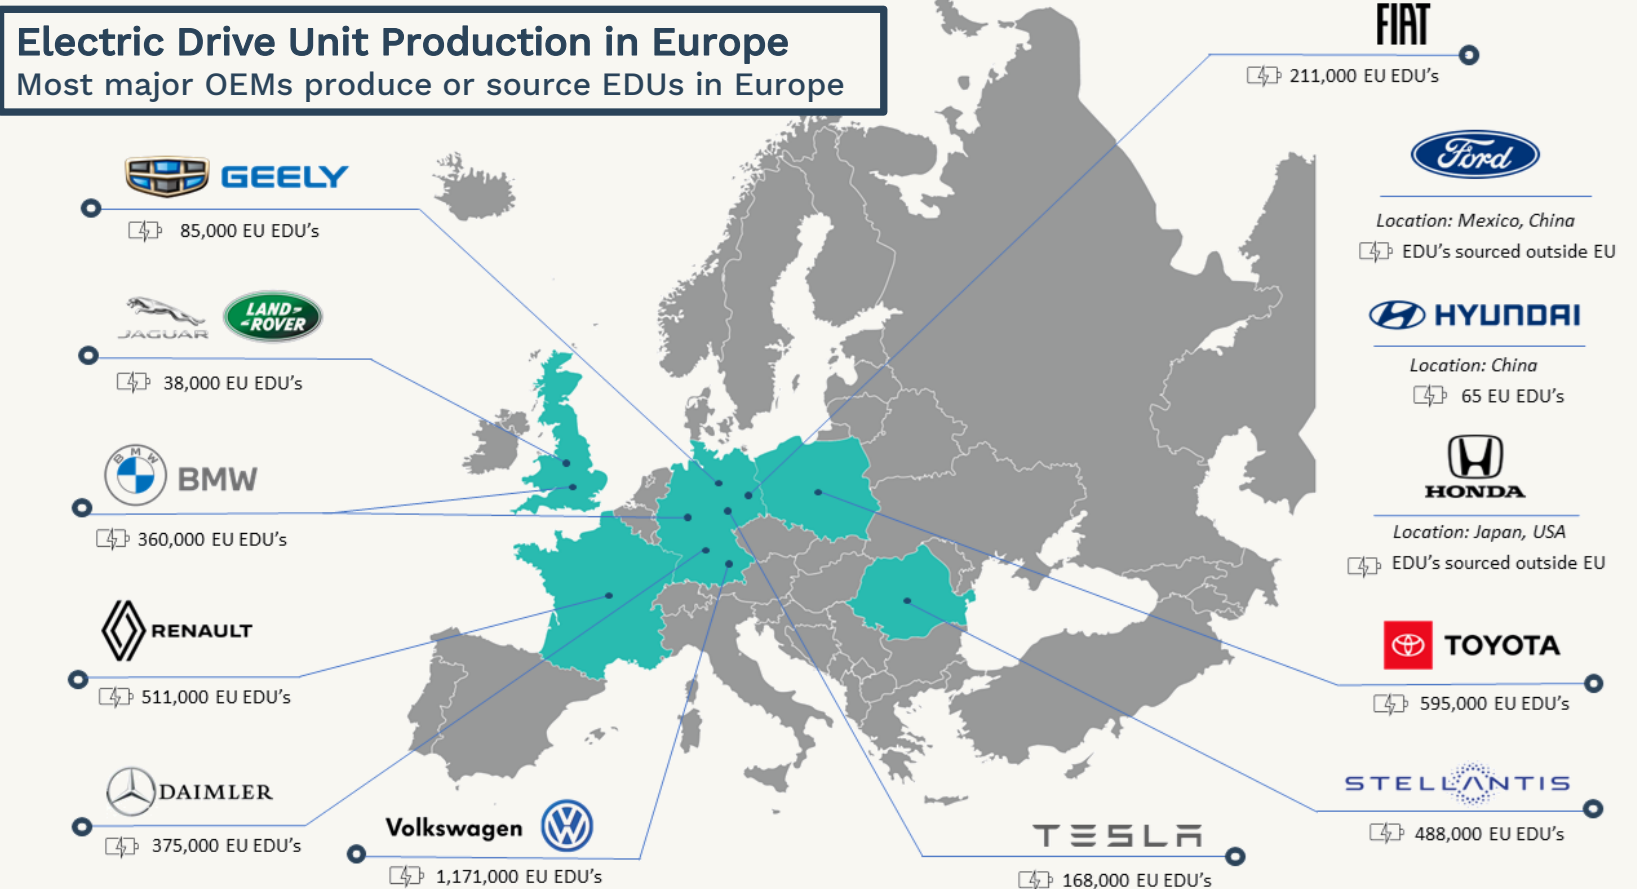 Electric Drive Unit Production in Europe
Most major OEMs produce or source EDUs in Europe
FIAT
211,000 EU EDU's
GEELY
85,000 EU EDU's
JAGUAR
LAND-
-ROVER
38,000 EU EDU's
BMW
BMW
360,000 EU EDU's
RENAULT
511,000 EU EDU's
DAIMLER
375,000 EU EDU's
Volkswagen
1,171,000 EU EDU's
TESLA
168,000 EU EDU's
Ford
Location: Mexico, China
EDU's sourced outside EU
HYUNDAI
Location: China
65 EU EDU's
HONDA
Location: Japan, USA
EDU's sourced outside EU
TOYOTA
595,000 EU EDU's
STELLANTIS
488,000 EU EDU's